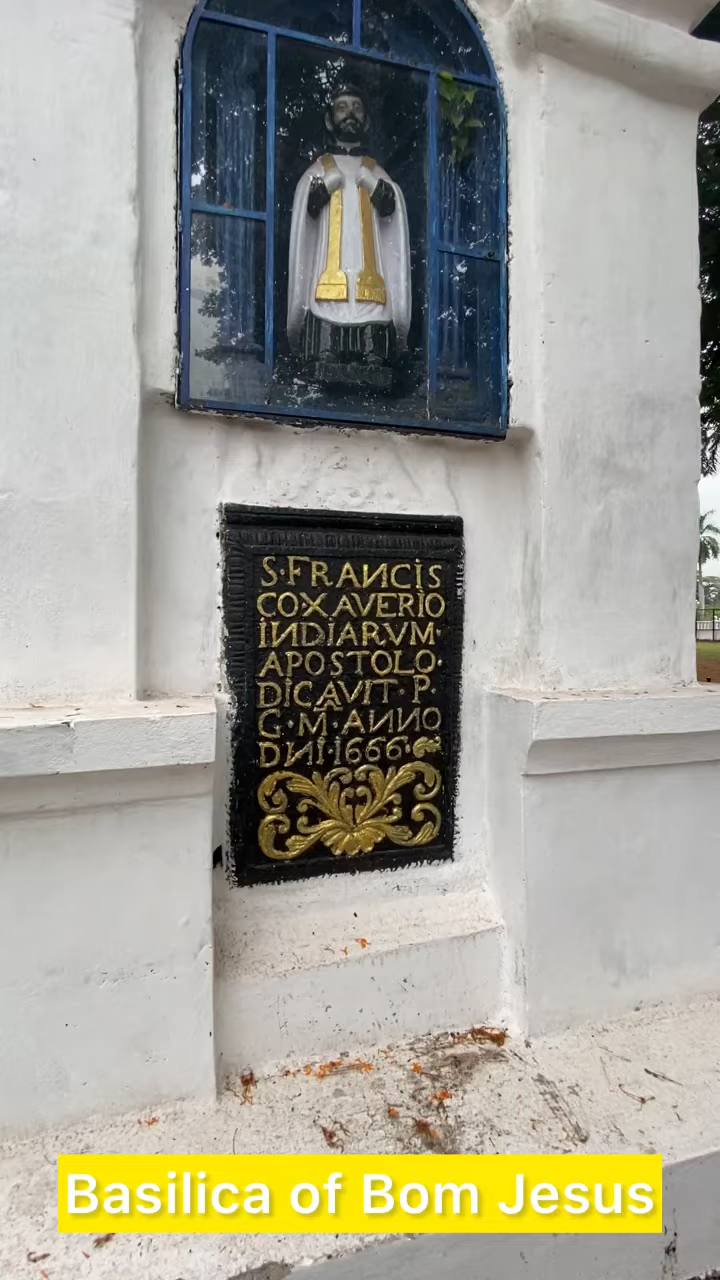 S·FRANCIS
CO·XAVERIO
INDIARVM·
APOSTOLO·
DICAVIT·P·
G·M̃·ANNO
DNI·1666·
Basilica of Bom Jesus